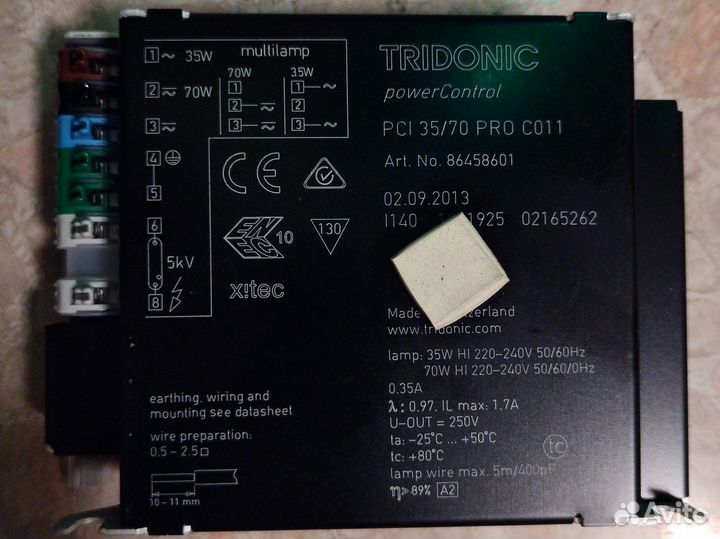 1 ~ 35W
2 ⎓ 70W
3 ⎓
4
5
6
5kV
8
multilamp
70W 35W
1 1 ~
2 ⎓ 2
3 ⎓ 3 ~
CE
ENEC 10
130
x!tec
earthing, wiring and
mounting see datasheet
wire preparation:
0.5 – 2.5 □
10 – 11 mm
TRIDONIC
powerControl
PCI 35/70 PRO C011
Art. No. 86458601
02.09.2013
I140 1925 02165262
www.tridonic.com
lamp: 35W HI 220–240V 50/60Hz
70W HI 220–240V 50/60/0Hz
0.35A
λ: 0.97, IL max: 1.7A
U-OUT = 250V
ta: –25°C ... +50°C
tc: +80°C
tc
lamp wire max. 5m/400pF
η> 89% A2
Avito